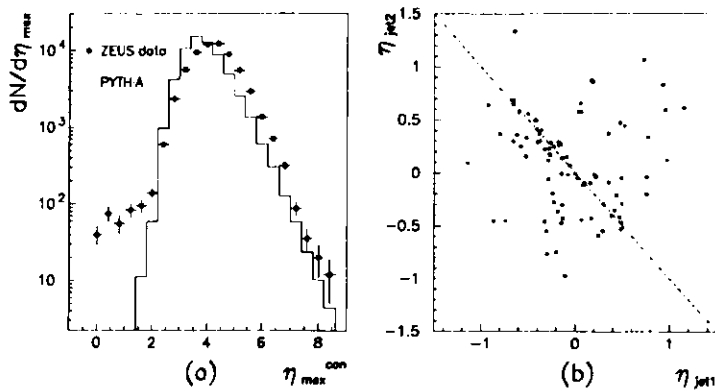 dN/dη max
10⁴
10³
10²
10
ZEUS data
PYTH·A
0
2
4
6
8
(a)
η max con
η jet2
1.5
1
0.5
0
-0.5
-1
-1.5
-1
0
1
(b)
η jet1